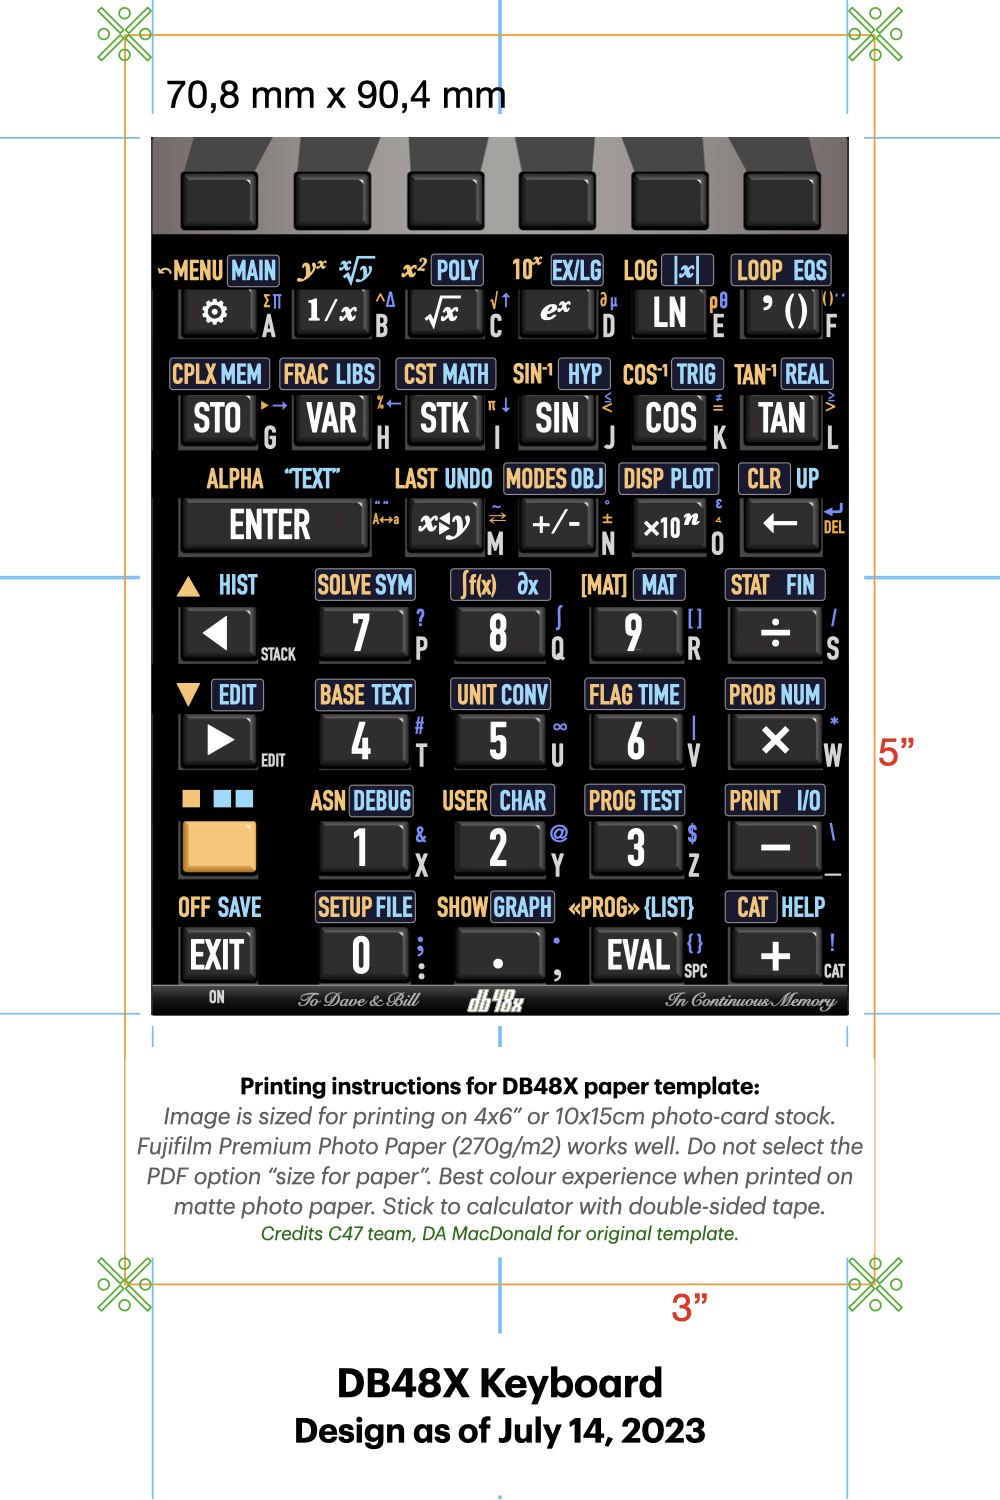 70,8 mm x 90,4 mm
MENU MAIN yˣ ˣ√y x² POLY 10ˣ EX/LG LOG |x| LOOP EQS
⚙ Σ Π A 1/x ^ Δ B √x √ ↑ C eˣ ∂ μ D LN ρ θ E ’ () () ·· F
CPLX MEM FRAC LIBS CST MATH SIN⁻¹ HYP COS⁻¹ TRIG TAN⁻¹ REAL
STO ▸ → G VAR % ← H STK π ↓ I SIN ≤ < J COS ≠ = K TAN ≥ > L
ALPHA “TEXT” LAST UNDO MODES OBJ DISP PLOT CLR UP
ENTER “ “ A↔a x▸◂y ~ ⇄ M +/- ° ± N ×10ⁿ ε O ← ↵ DEL
▲ HIST SOLVE SYM ∫f(x) ∂x [MAT] MAT STAT FIN
◀ STACK 7 ? P 8 ∫ Q 9 [ ] R ÷ / S
▼ EDIT BASE TEXT UNIT CONV FLAG TIME PROB NUM
▶ EDIT 4 # T 5 ∞ U 6 | V × * W
5”
ASN DEBUG USER CHAR PROG TEST PRINT I/O
1 & X 2 @ Y 3 $ Z − \ _
OFF SAVE SETUP FILE SHOW GRAPH «PROG» {LIST} CAT HELP
EXIT 0 ; : . · , EVAL {} SPC + ! CAT
ON To Dave & Bill db48x In Continuous Memory
Printing instructions for DB48X paper template:
Image is sized for printing on 4x6” or 10x15cm photo-card stock.
Fujifilm Premium Photo Paper (270g/m2) works well. Do not select the
PDF option “size for paper”. Best colour experience when printed on
matte photo paper. Stick to calculator with double-sided tape.
Credits C47 team, DA MacDonald for original template.
3”
DB48X Keyboard
Design as of July 14, 2023